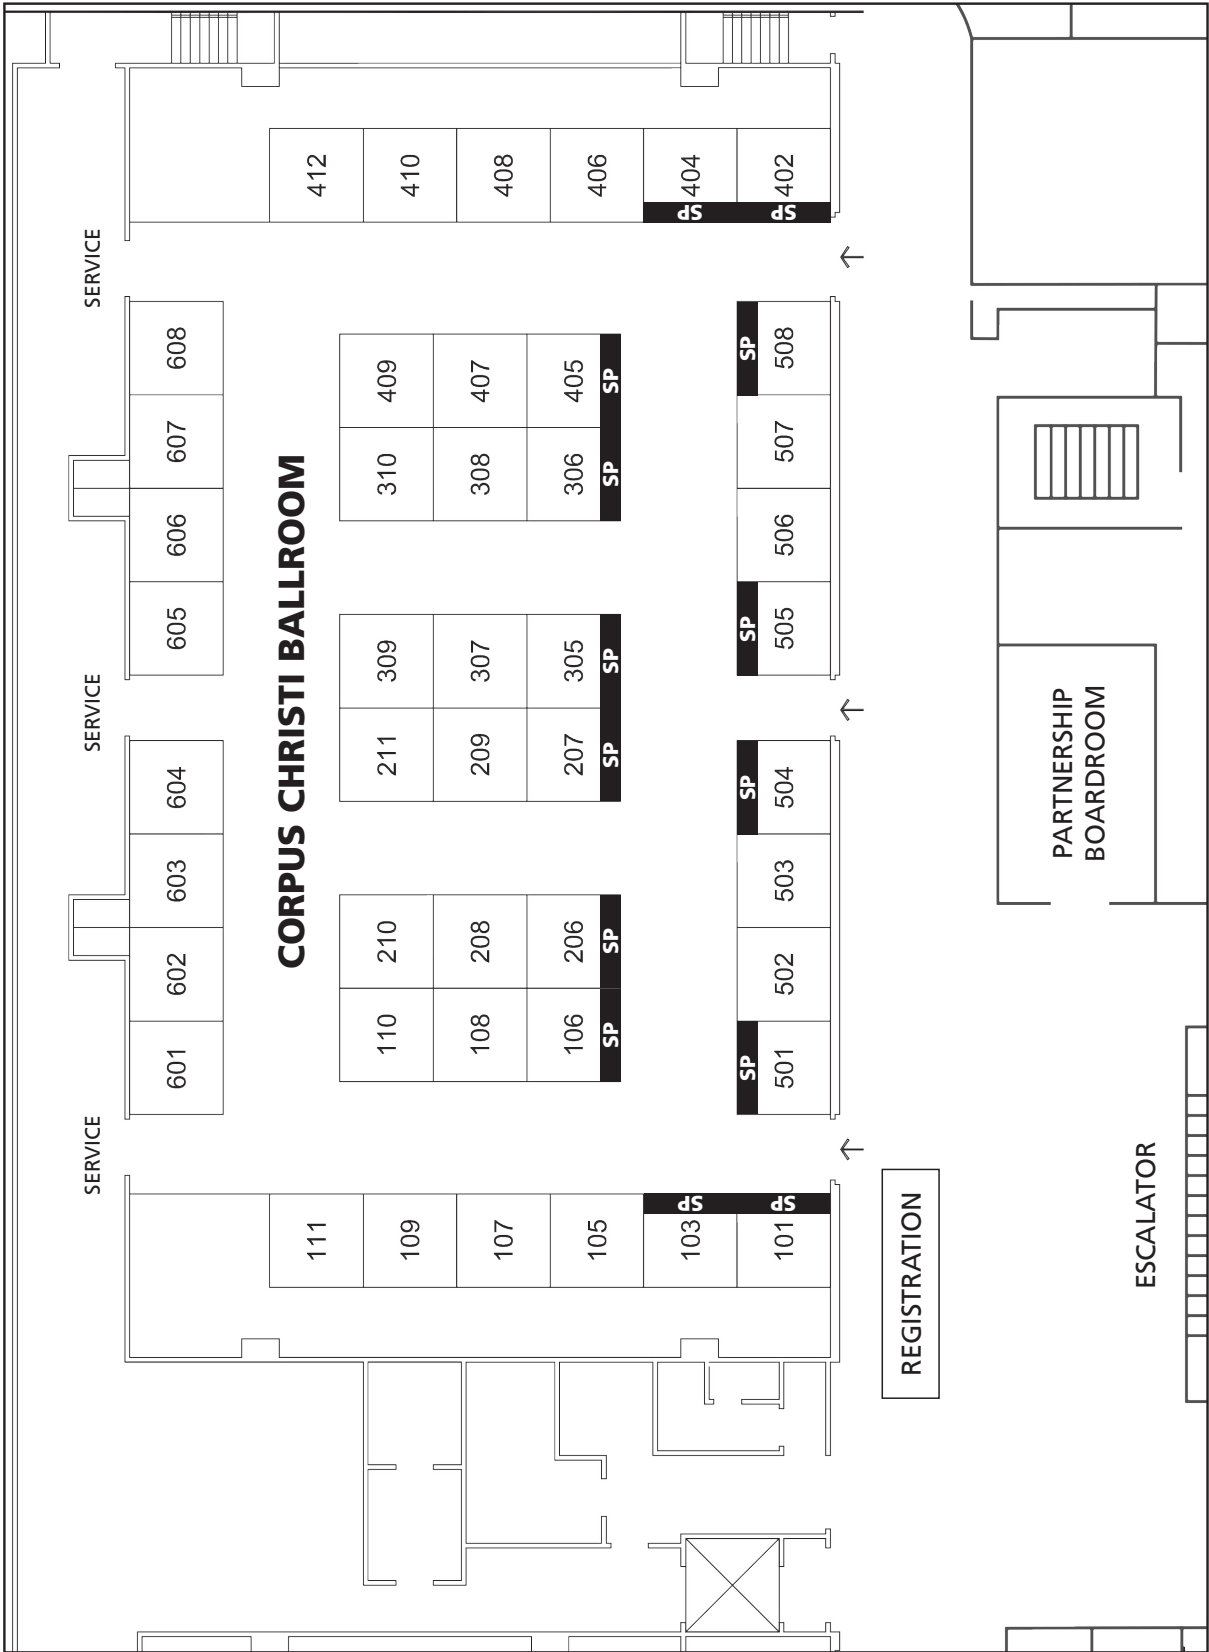 SERVICE
SERVICE
SERVICE
601 602 603 604 605 606 607 608
CORPUS CHRISTI BALLROOM
111 412
110 210 211 309 310 409
109 410
108 208 209 307 308 407
107 408
106 206 207 305 306 405
105 406
SP SP SP SP SP SP
103 SP SP 404
SP SP SP SP
101 SP 501 502 503 504 505 506 507 508 SP 402
REGISTRATION
PARTNERSHIP
BOARDROOM
ESCALATOR